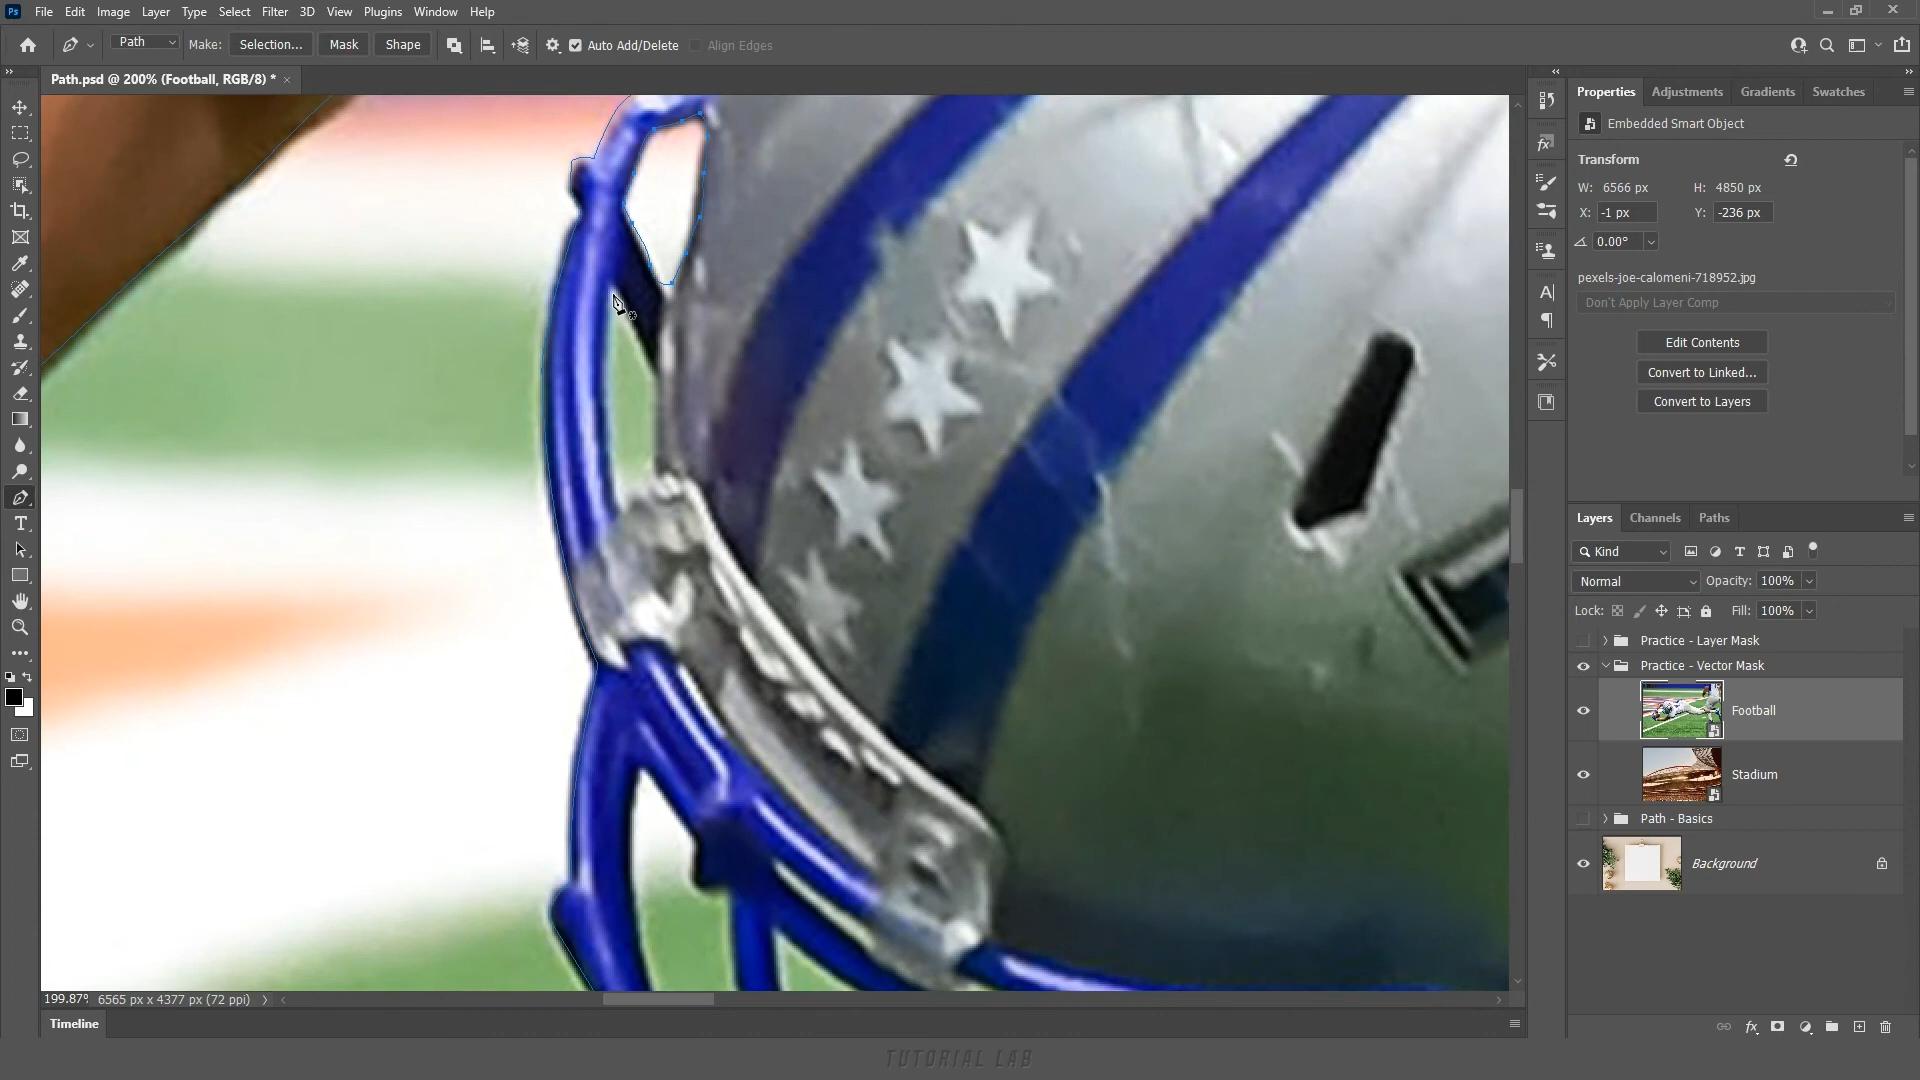 Ps File Edit Image Layer Type Select Filter 3D View Plugins Window Help
Path Make: Selection... Mask Shape Auto Add/Delete Align Edges
Path.psd @ 200% (Football, RGB/8) * ×
Properties Adjustments Gradients Swatches
Embedded Smart Object
Transform
W: 6566 px H: 4850 px
X: -1 px Y: -236 px
0.00°
pexels-joe-calomeni-718952.jpg
Don't Apply Layer Comp
Edit Contents
Convert to Linked...
Convert to Layers
Layers Channels Paths
Kind
Normal Opacity: 100%
Lock: Fill: 100%
Practice - Layer Mask
Practice - Vector Mask
Football
Stadium
Path - Basics
Background
199.87% 6565 px x 4377 px (72 ppi)
Timeline
TUTORIAL LAB